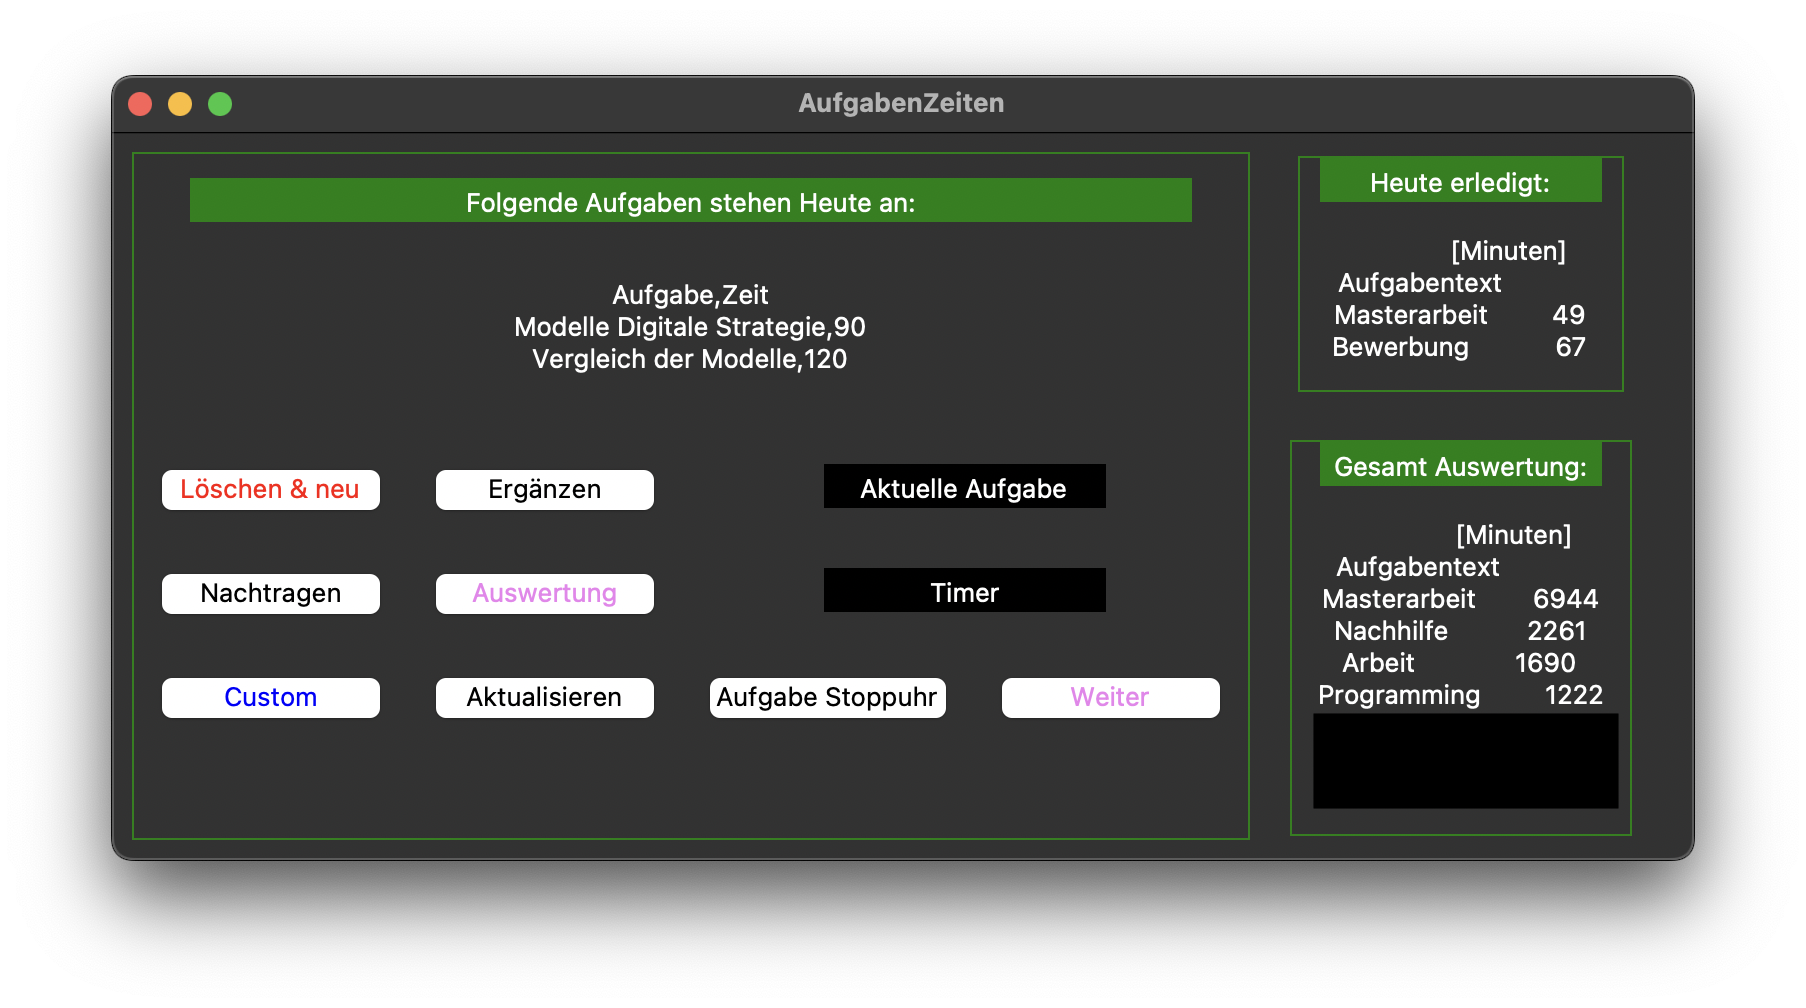 AufgabenZeiten
Folgende Aufgaben stehen Heute an:
Aufgabe,Zeit
Modelle Digitale Strategie,90
Vergleich der Modelle,120
Löschen & neu
Ergänzen
Aktuelle Aufgabe
Nachtragen
Auswertung
Timer
Custom
Aktualisieren
Aufgabe Stoppuhr
Weiter
Heute erledigt:
[Minuten]
Aufgabentext
Masterarbeit 49
Bewerbung 67
Gesamt Auswertung:
[Minuten]
Aufgabentext
Masterarbeit 6944
Nachhilfe 2261
Arbeit 1690
Programming 1222